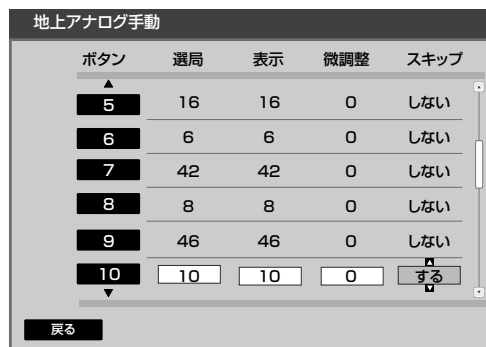 地上アナログ手動
ボタン 選局 表示 微調整 スキップ
5 16 16 0 しない
6 6 6 0 しない
7 42 42 0 しない
8 8 8 0 しない
9 46 46 0 しない
10 10 10 0 する
戻る